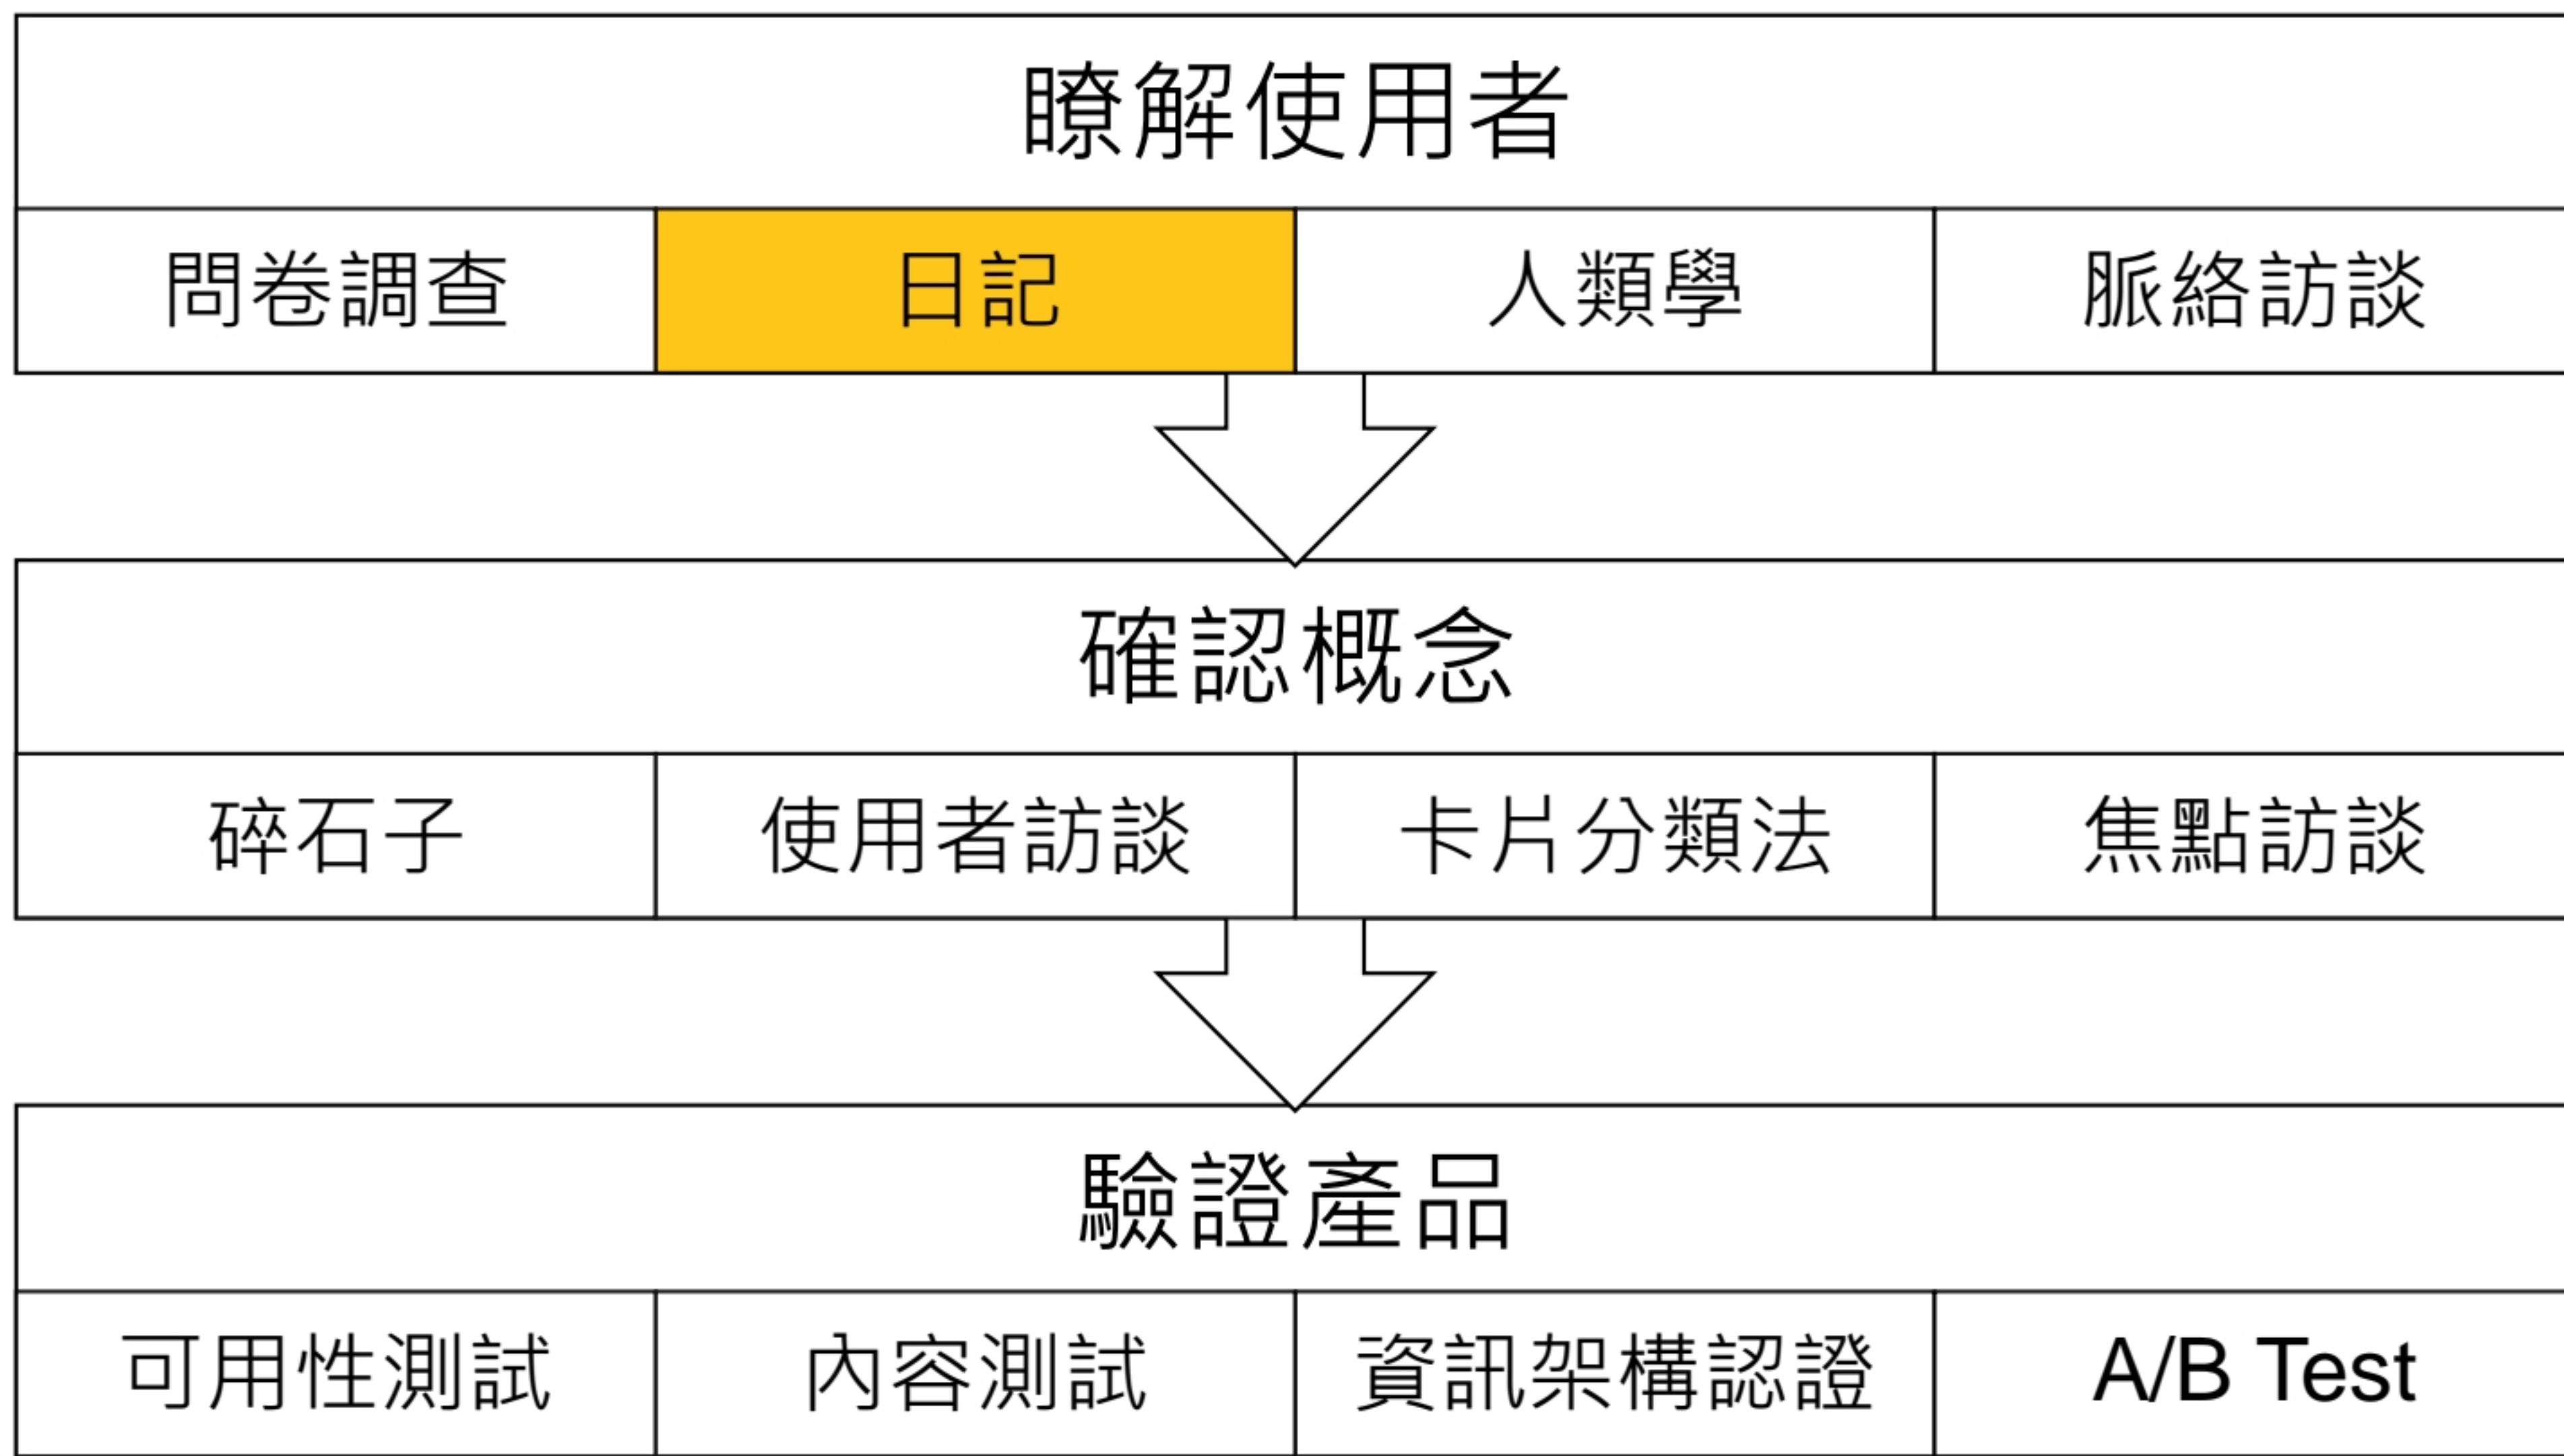 瞭解使用者
問卷調查 日記 人類學 脈絡訪談
確認概念
碎石子 使用者訪談 卡片分類法 焦點訪談
驗證產品
可用性測試 內容測試 資訊架構認證 A/B Test